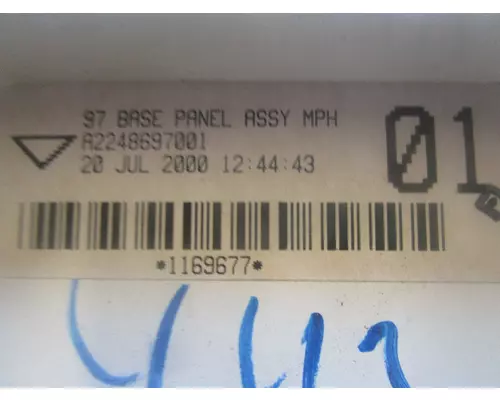 97 BASE PANEL ASSY MPH
A2248697001
20 JUL 2000 12:44:43
01
*1169677*